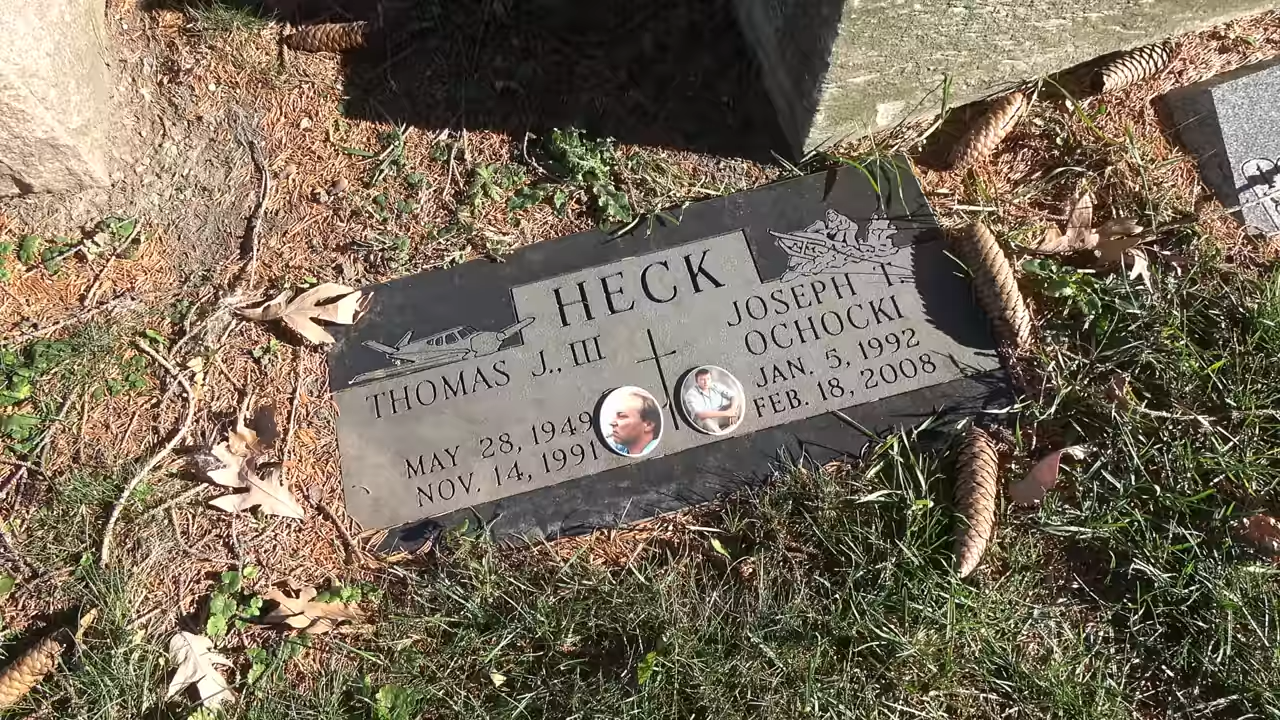 HECK
THOMAS J., III
MAY 28, 1949
NOV. 14, 1991
JOSEPH T.
OCHOCKI
JAN. 5, 1992
FEB. 18, 2008